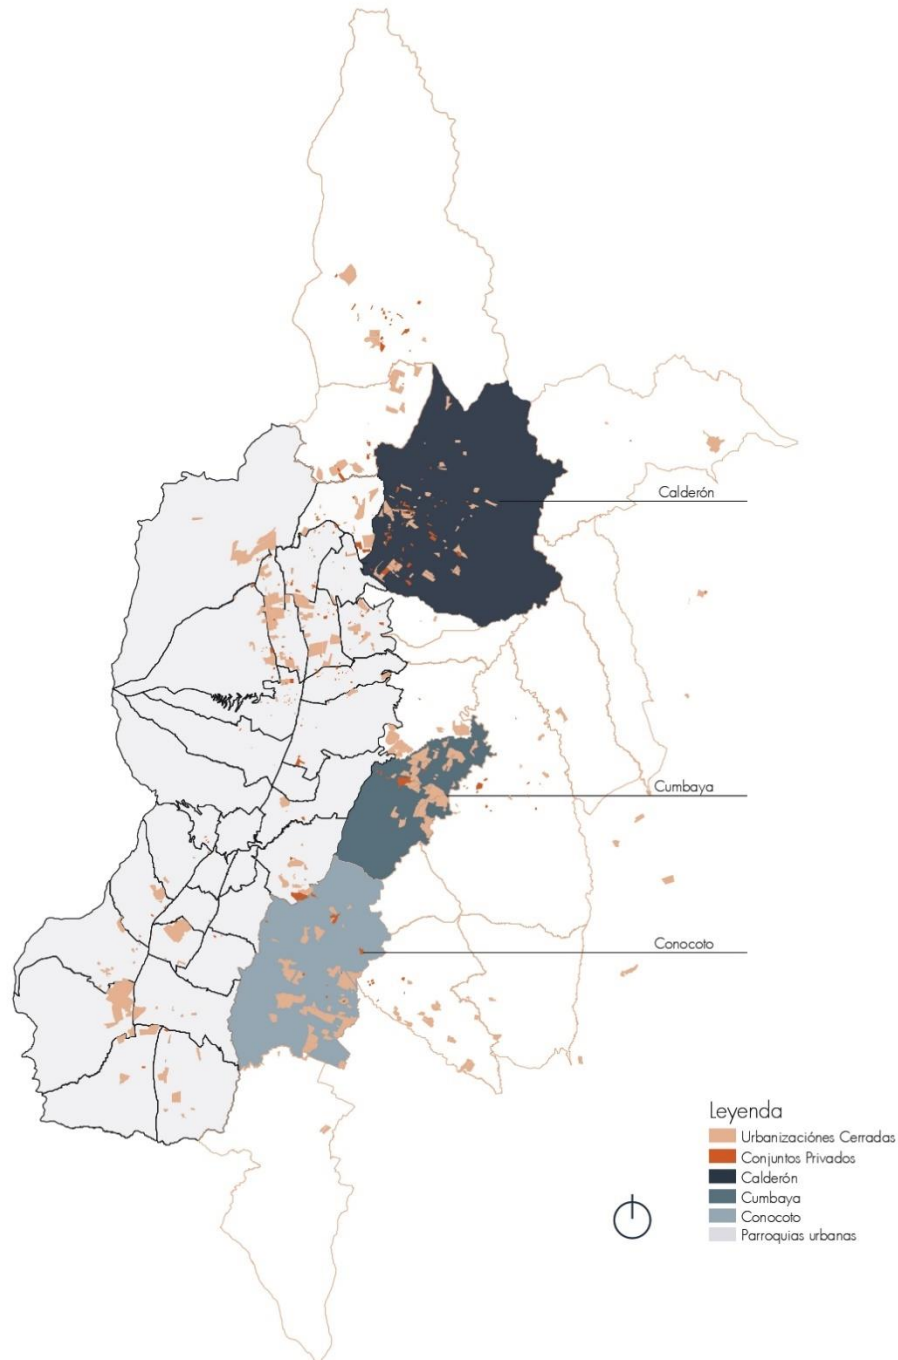 Calderón
Cumbaya
Conocoto
Leyenda
Urbanizaciónes Cerradas
Conjuntos Privados
Calderón
Cumbaya
Conocoto
Parroquias urbanas